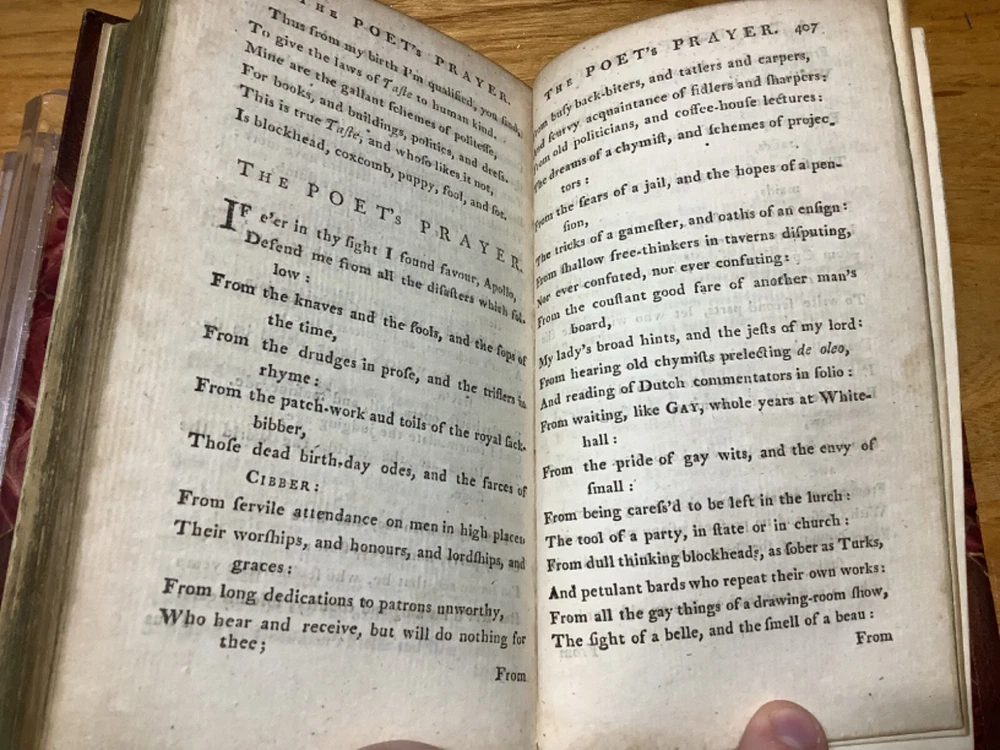 THE POET's PRAYER.
Thus from my birth I'm qualified, you find,
To give the laws of Taſte to human kind.
Mine are the gallant ſchemes of politeſſe,
For books, and buildings, politics, and dreſs.
This is true Taſte, and whoſo likes it not,
Is blockhead, coxcomb, puppy, fool, and ſot.
THE POET's PRAYER.
IF e'er in thy ſight I found favour, Apollo,
Defend me from all the diſaſters which fol-
low :
From the knaves and the fools, and the fops of
the time,
From the drudges in proſe, and the triflers in
rhyme :
From the patch-work aud toils of the royal ſack-
bibber,
Thoſe dead birth-day odes, and the farces of
CIBBER :
From ſervile attendance on men in high places
Their worſhips, and honours, and lordſhips, and
graces :
From long dedications to patrons unworthy,
Who hear and receive, but will do nothing for
thee ;
From
THE POET's PRAYER. 407
From buſy back-biters, and tatlers and carpers,
And ſcurvy acquaintance of fidlers and ſharpers :
From old politicians, and coffee-houſe lectures :
The dreams of a chymiſt, and ſchemes of projec-
tors :
From the fears of a jail, and the hopes of a pen-
ſion,
The tricks of a gameſter, and oaths of an enſign :
From ſhallow free-thinkers in taverns diſputing,
Nor ever confuted, nor ever confuting :
From the couſtant good fare of another man's
board,
My lady's broad hints, and the jeſts of my lord :
From hearing old chymiſts prelecting de oleo,
And reading of Dutch commentators in folio :
From waiting, like GAY, whole years at White-
hall :
From the pride of gay wits, and the envy of
ſmall :
From being careſs'd to be left in the lurch :
The tool of a party, in ſtate or in church :
From dull thinking blockheads, as ſober as Turks,
And petulant bards who repeat their own works :
From all the gay things of a drawing-room ſhow,
The ſight of a belle, and the ſmell of a beau :
From